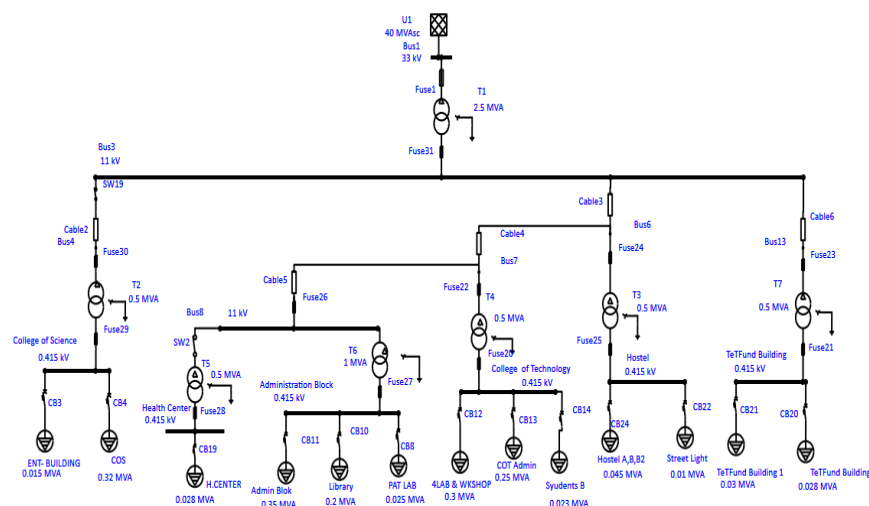 U1
40 MVAsc
Bus1
33 kV
Fuse1
T1
2.5 MVA
Fuse31
Bus3
11 kV
SW19
Cable2
Bus4
Fuse30
T2
0.5 MVA
Fuse29
College of Science
0.415 kV
CB3
CB4
ENT- BUILDING
0.015 MVA
COS
0.32 MVA
Cable3
Bus6
Fuse24
Cable4
Bus7
Cable5
Fuse26
Fuse22
T4
0.5 MVA
Fuse20
College of Technology
0.415 kV
Bus8
11 kV
SW2
T5
0.5 MVA
Fuse28
Health Center
0.415 kV
CB19
H.CENTER
0.028 MVA
T6
1 MVA
Fuse27
Administration Block
0.415 kV
CB11
CB10
CB8
Admin Blok
0.35 MVA
Library
0.2 MVA
PAT LAB
0.025 MVA
CB12
CB13
CB14
4LAB & WKSHOP
0.3 MVA
COT Admin
0.25 MVA
Syudents B
0.023 MVA
T3
0.5 MVA
Fuse25
Hostel
0.415 kV
CB24
CB22
Hostel A,B,B2
0.045 MVA
Street Light
0.01 MVA
Cable6
Bus13
Fuse23
T7
0.5 MVA
Fuse21
TeTFund Building
0.415 kV
CB21
CB20
TeTFund Building 1
0.03 MVA
TeTFund Building
0.028 MVA